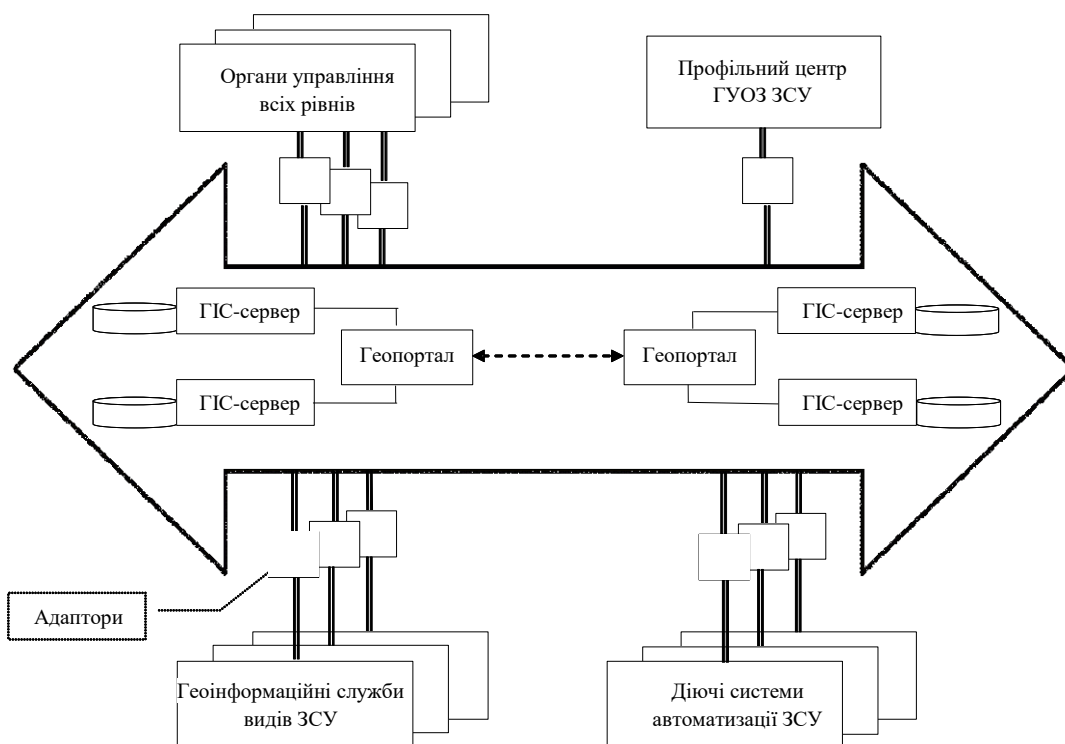 Органи управління
всіх рівнів
Профільний центр
ГУОЗ ЗСУ
ГІС-сервер
ГІС-сервер
Геопортал
Геопортал
ГІС-сервер
ГІС-сервер
Адаптори
Геоінформаційні служби
видів ЗСУ
Діючі системи
автоматизації ЗСУ